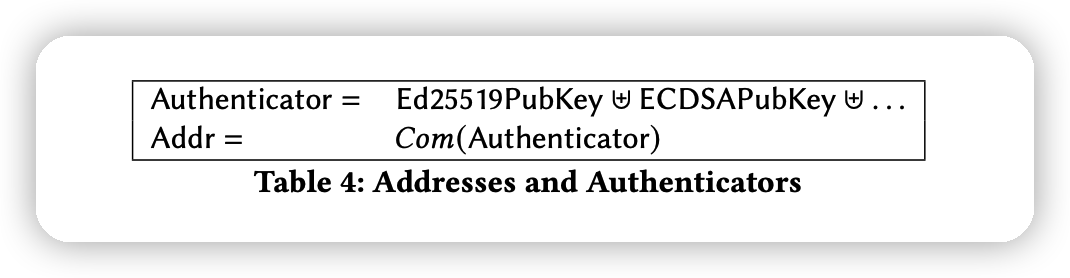 Authenticator = Ed25519PubKey ⊎ ECDSAPubKey ⊎ ...
Addr = Com(Authenticator)
Table 4: Addresses and Authenticators